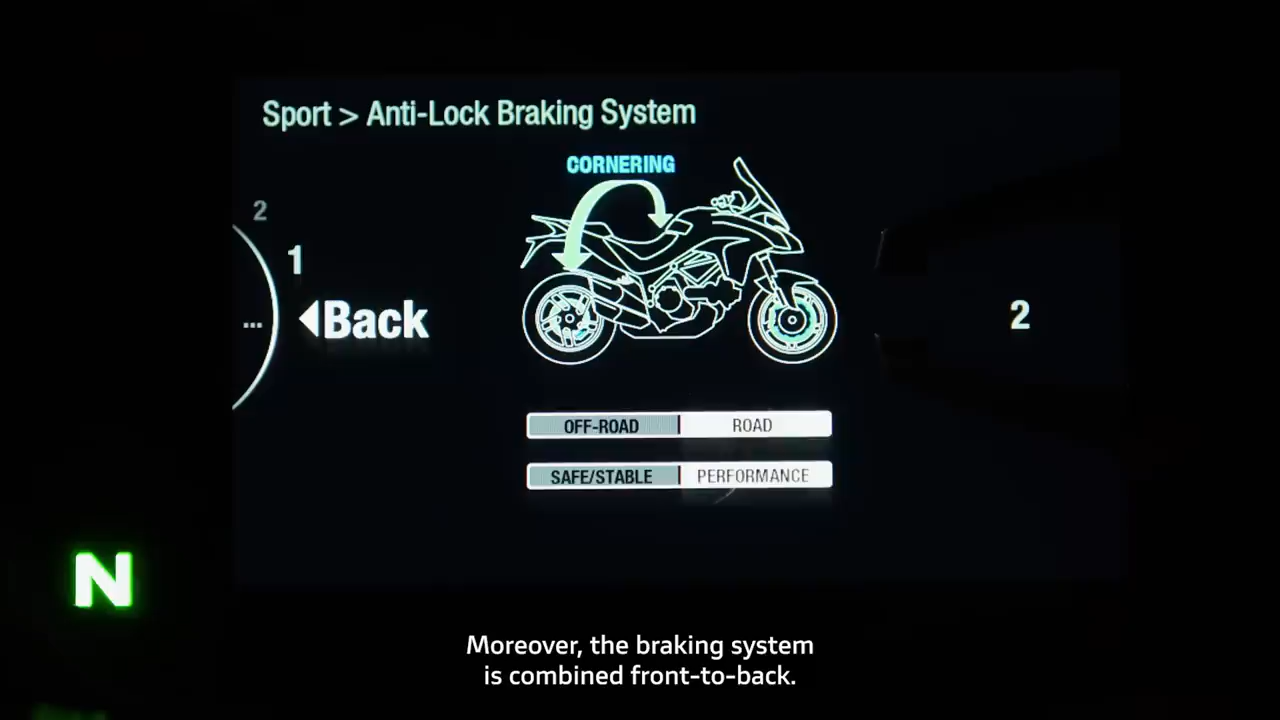 Sport > Anti-Lock Braking System
CORNERING
2
1
...
Back
2
OFF-ROAD ROAD
SAFE/STABLE PERFORMANCE
N
Moreover, the braking system
is combined front-to-back.